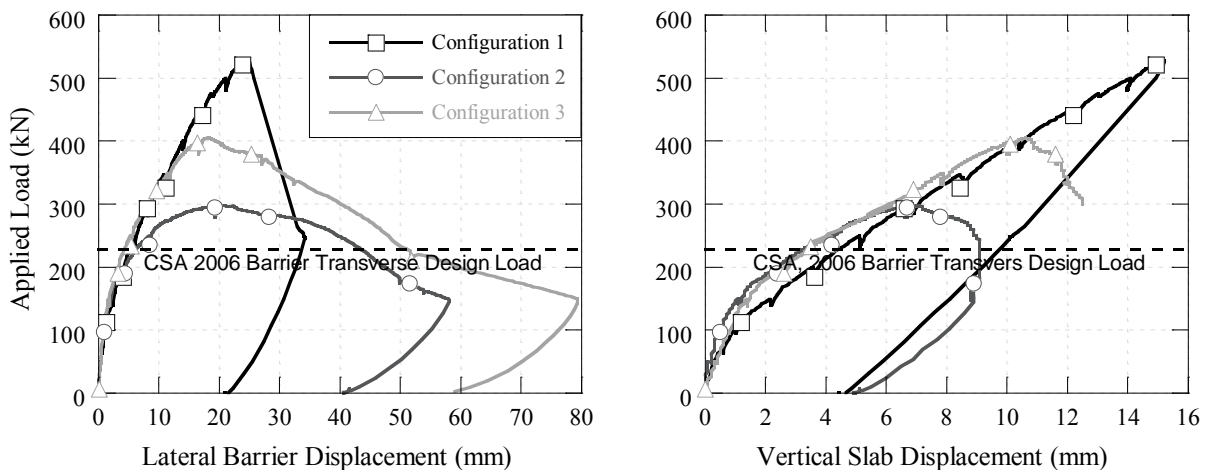 600
500
400
300
200
100
0
Applied Load (kN)
Configuration 1
Configuration 2
Configuration 3
CSA 2006 Barrier Transverse Design Load
0 10 20 30 40 50 60 70 80
Lateral Barrier Displacement (mm)
600
500
400
300
200
100
0
CSA, 2006 Barrier Transvers Design Load
0 2 4 6 8 10 12 14 16
Vertical Slab Displacement (mm)